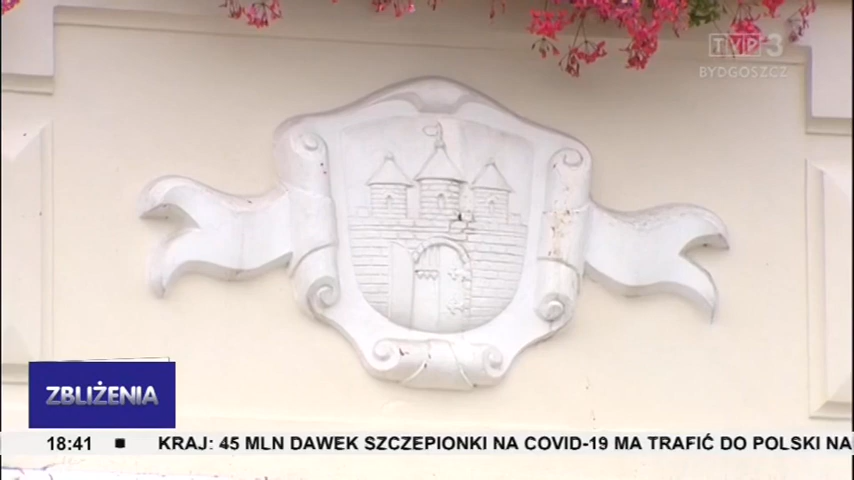 TVP3
BYDGOSZCZ
ZBLIŻENIA
18:41 ■ KRAJ: 45 MLN DAWEK SZCZEPIONKI NA COVID-19 MA TRAFIĆ DO POLSKI NA